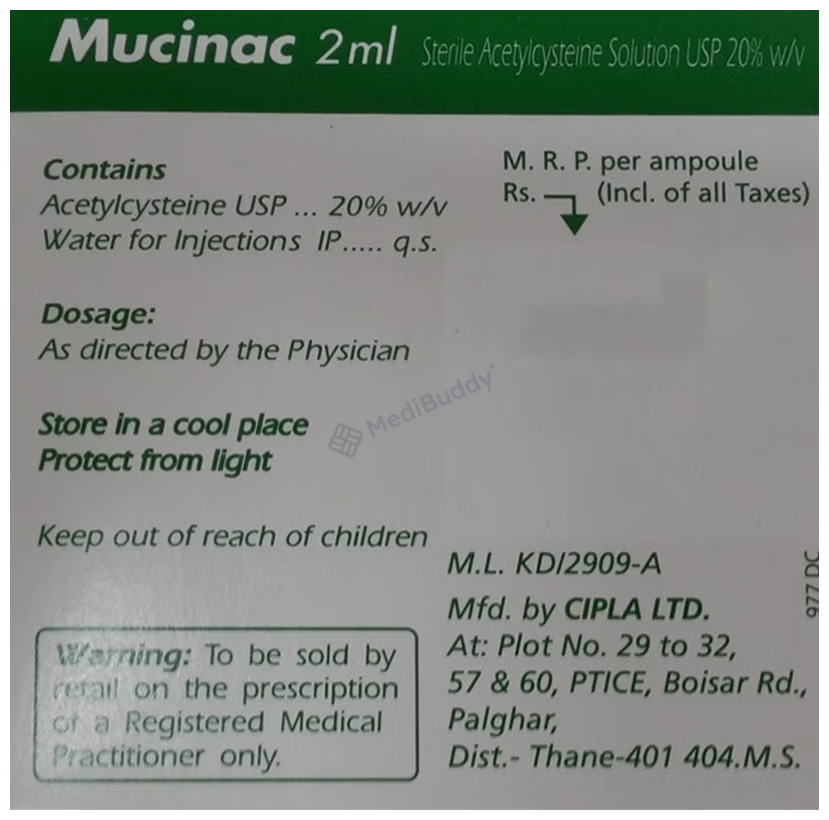 Mucinac 2ml Sterile Acetylcysteine Solution USP 20% w/v
Contains
Acetylcysteine USP ... 20% w/v
Water for Injections IP..... q.s.
M. R. P. per ampoule
Rs. (Incl. of all Taxes)
Dosage:
As directed by the Physician
Store in a cool place
Protect from light
MediBuddy
Keep out of reach of children
Warning: To be sold by
retail on the prescription
of a Registered Medical
Practitioner only.
M.L. KD/2909-A
Mfd. by CIPLA LTD.
At: Plot No. 29 to 32,
57 & 60, PTICE, Boisar Rd.,
Palghar,
Dist.- Thane-401 404.M.S.
977 DC